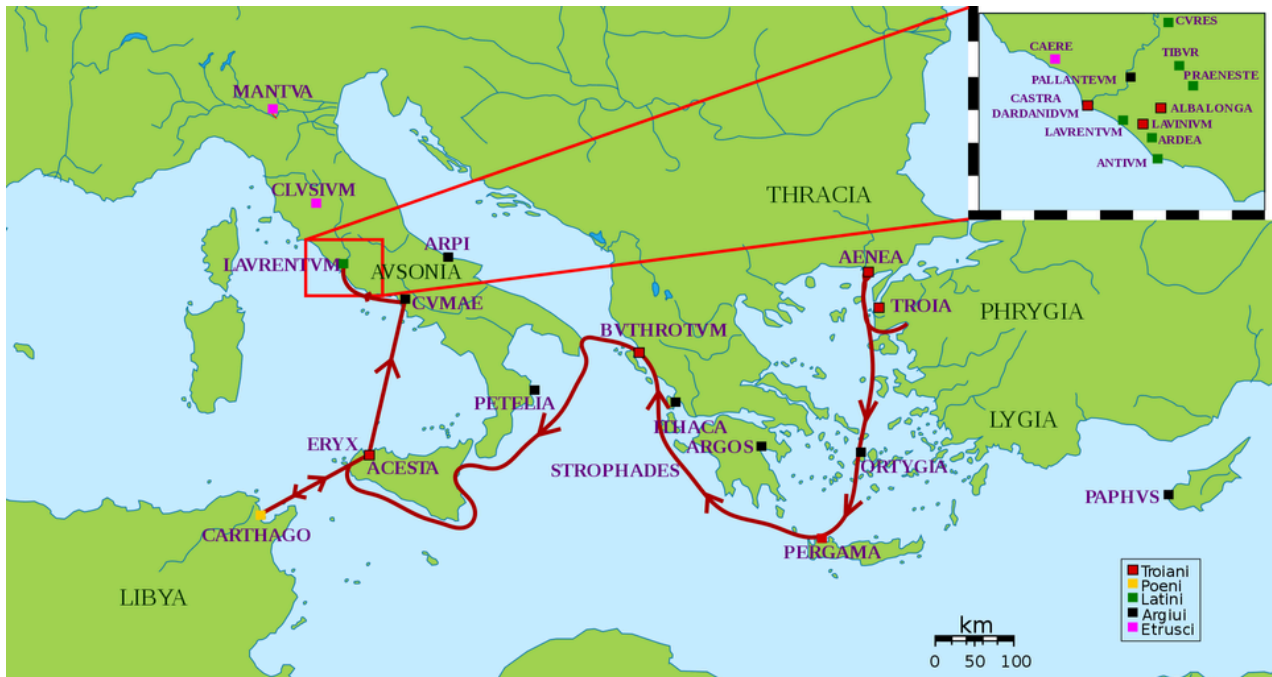 CVRES
CAERE
TIBVR
PALLANTEVM
PRAENESTE
CASTRA
DARDANIDVM
ALBALONGA
LAVRENTVM
LAVINIVM
ARDEA
ANTIVM
MANTVA
CLVSIVM
THRACIA
ARPI
LAVRENTVM
AVSONIA
AENEA
CVMAE
TROIA
PHRYGIA
BVTHROTVM
PETELIA
ITHACA
LYGIA
ERYX
ARGOS
ACESTA
STROPHADES
ORTYGIA
PAPHVS
CARTHAGO
PERGAMA
LIBYA
Troiani
Poeni
Latini
Argiui
Etrusci
km
0 50 100